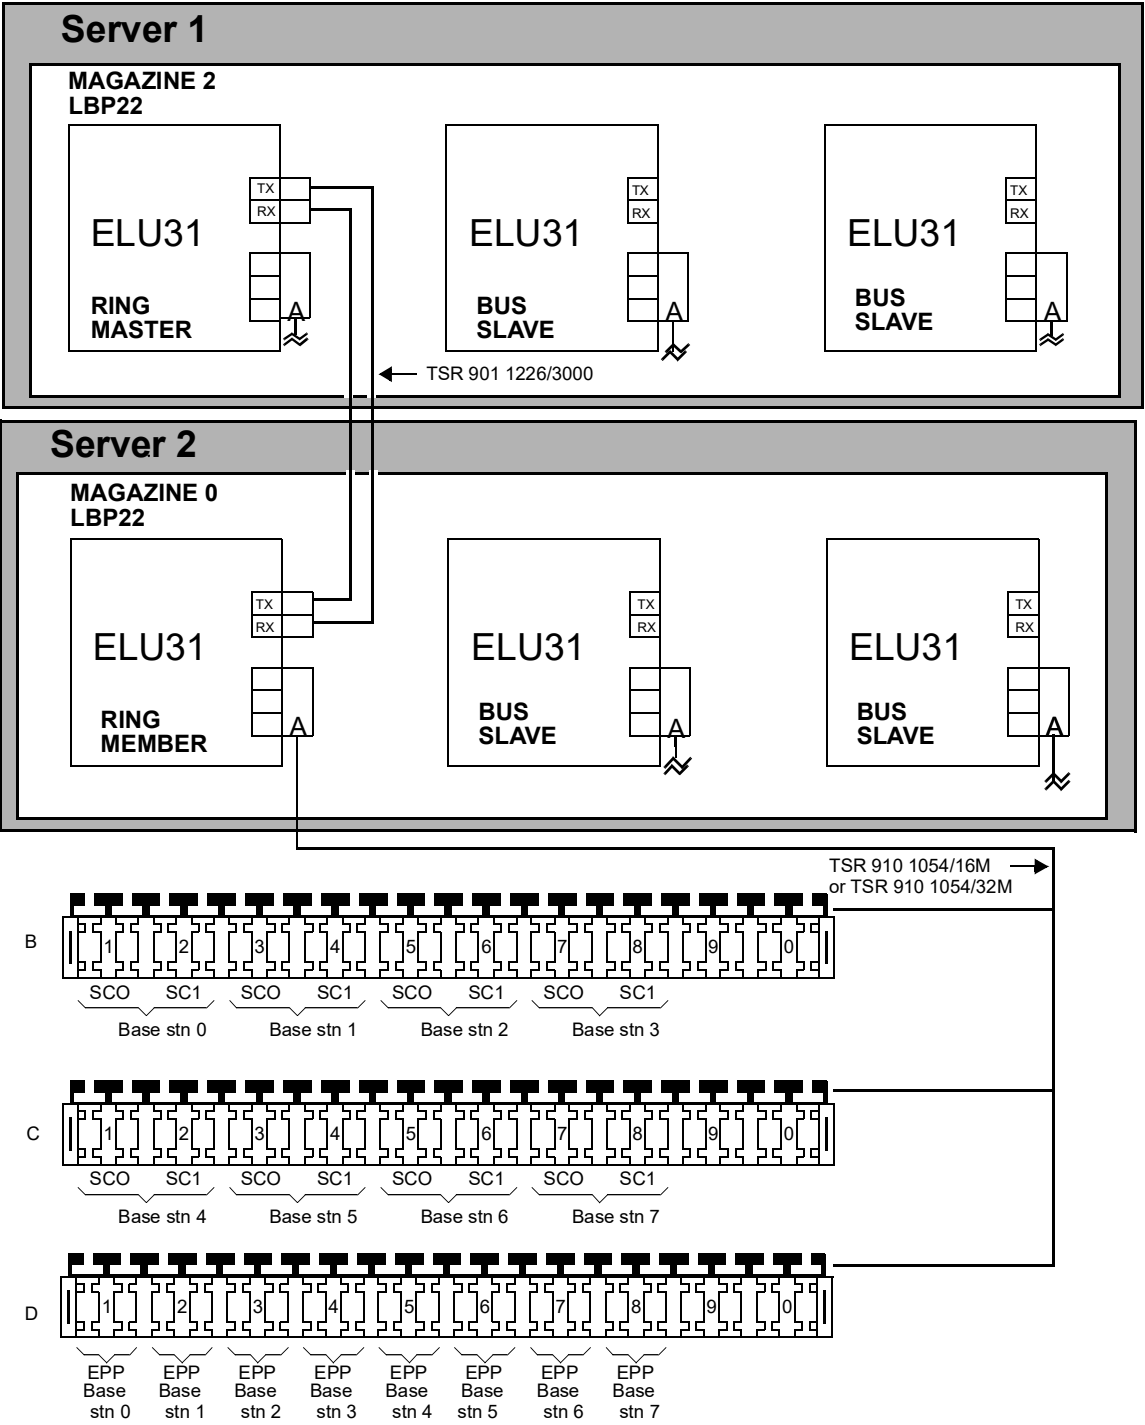 Server 1
MAGAZINE 2
LBP22
TX
RX
ELU31
RING
MASTER
A
TX
RX
ELU31
BUS
SLAVE
A
TX
RX
ELU31
BUS
SLAVE
A
TSR 901 1226/3000
Server 2
MAGAZINE 0
LBP22
TX
RX
ELU31
RING
MEMBER
A
TX
RX
ELU31
BUS
SLAVE
A
TX
RX
ELU31
BUS
SLAVE
A
TSR 910 1054/16M
or TSR 910 1054/32M
B
1 2 3 4 5 6 7 8 9 0
SCO SC1 SCO SC1 SCO SC1 SCO SC1
Base stn 0 Base stn 1 Base stn 2 Base stn 3
C
1 2 3 4 5 6 7 8 9 0
SCO SC1 SCO SC1 SCO SC1 SCO SC1
Base stn 4 Base stn 5 Base stn 6 Base stn 7
D
1 2 3 4 5 6 7 8 9 0
EPP EPP EPP EPP EPP EPP EPP EPP
Base Base Base Base Base Base Base Base
stn 0 stn 1 stn 2 stn 3 stn 4 stn 5 stn 6 stn 7